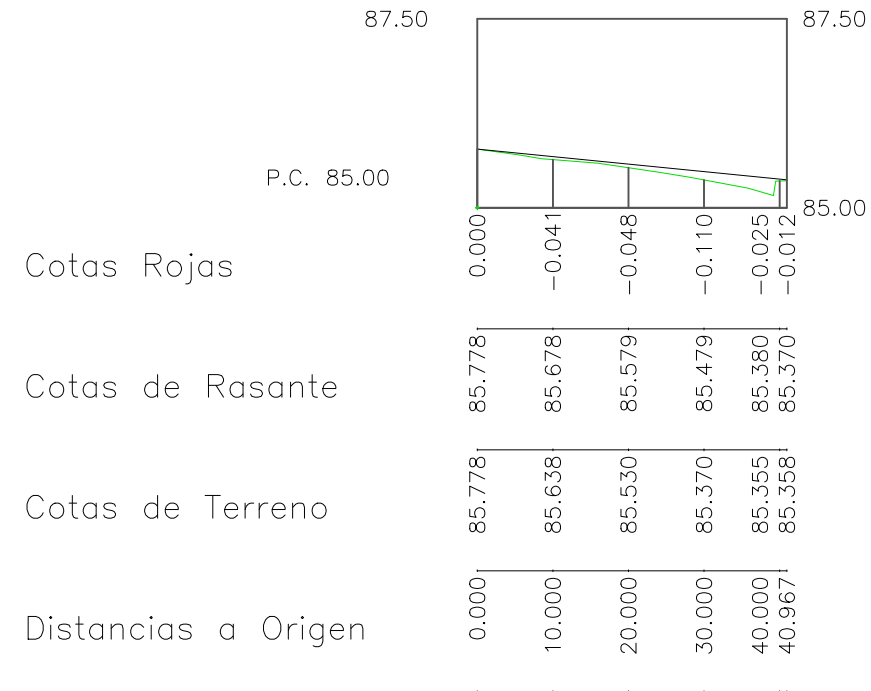 87.50 87.50
P.C. 85.00
85.00
Cotas Rojas 0.000 -0.041 -0.048 -0.110 -0.025 -0.012
Cotas de Rasante 85.778 85.678 85.579 85.479 85.380 85.370
Cotas de Terreno 85.778 85.638 85.530 85.370 85.355 85.358
Distancias a Origen 0.000 10.000 20.000 30.000 40.000 40.967